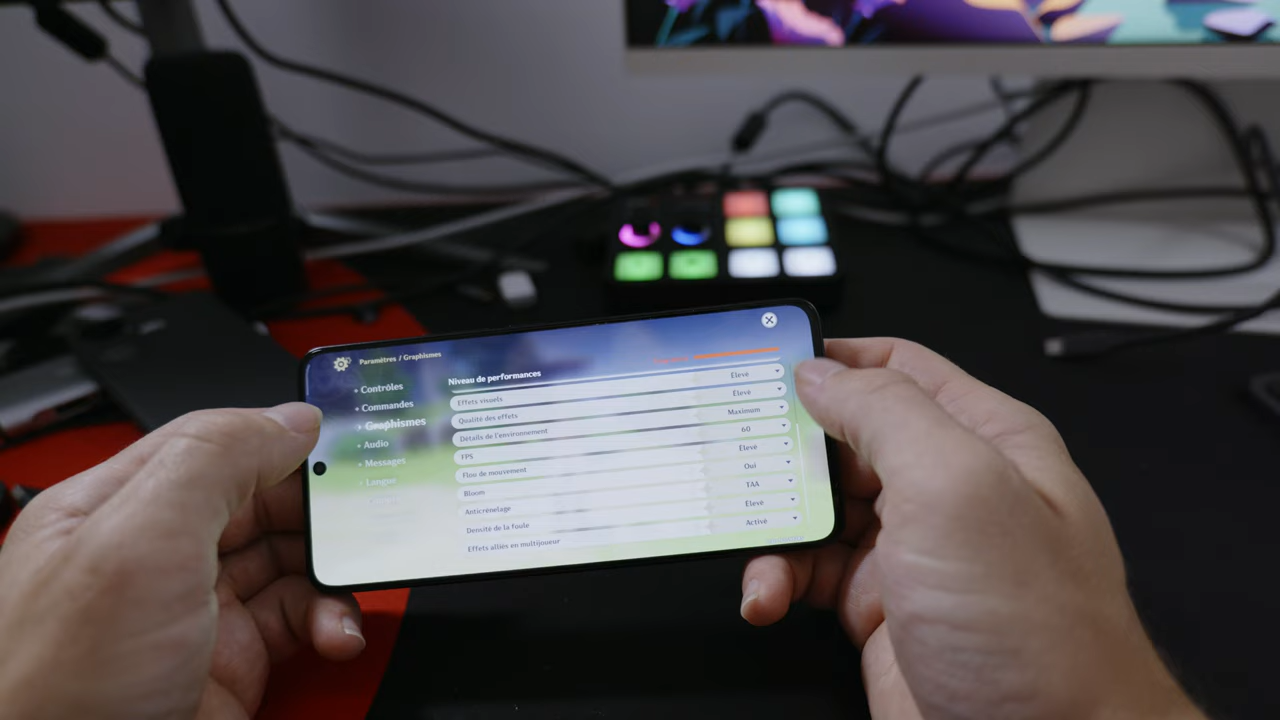 Paramètres / Graphismes
Contrôles
Commandes
Graphismes
Audio
Messages
Langue
Niveau de performances
Effets visuels Élevé
Qualité des effets Élevé
Détails de l'environnement Maximum
FPS 60
Flou de mouvement Élevé
Bloom Oui
Anticrénelage TAA
Densité de la foule Élevé
Effets alliés en multijoueur Activé